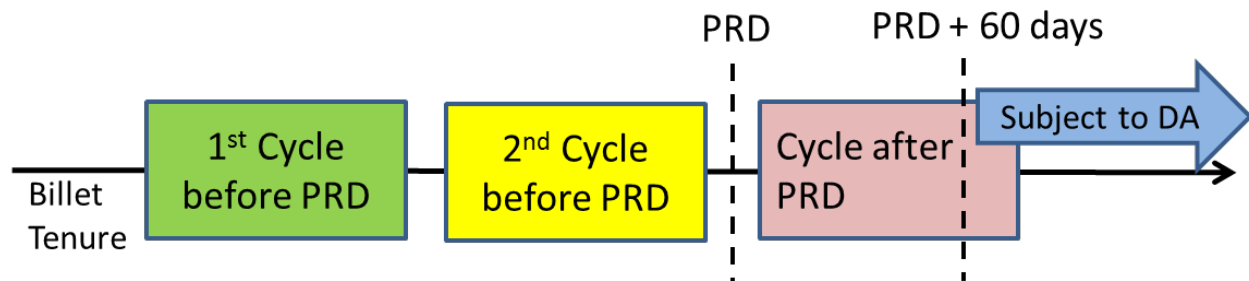 PRD
PRD + 60 days
1st Cycle
before PRD
2nd Cycle
before PRD
Cycle after
PRD
Subject to DA
Billet
Tenure